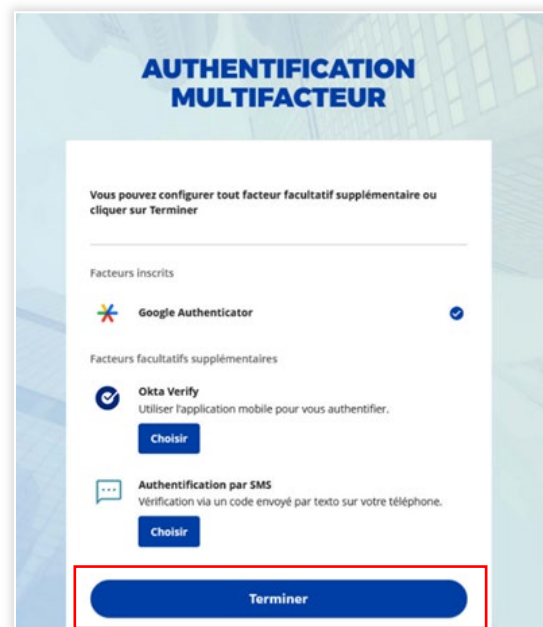 AUTHENTIFICATION
MULTIFACTEUR
Vous pouvez configurer tout facteur facultatif supplémentaire ou
cliquer sur Terminer
Facteurs inscrits
Google Authenticator
Facteurs facultatifs supplémentaires
Okta Verify
Utiliser l'application mobile pour vous authentifier.
Choisir
Authentification par SMS
Vérification via un code envoyé par texto sur votre téléphone.
Choisir
Terminer